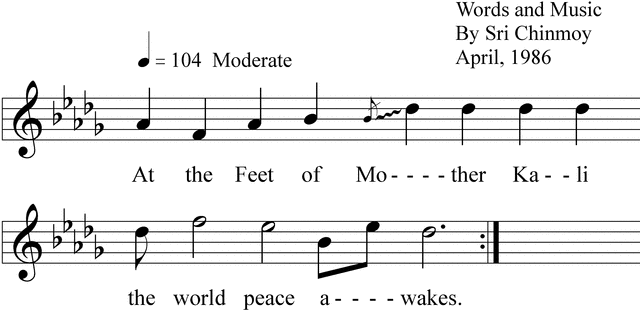 Words and Music
By Sri Chinmoy
April, 1986
= 104 Moderate
At the Feet of Mo - - - - ther Ka - - li
the world peace a - - - - wakes.